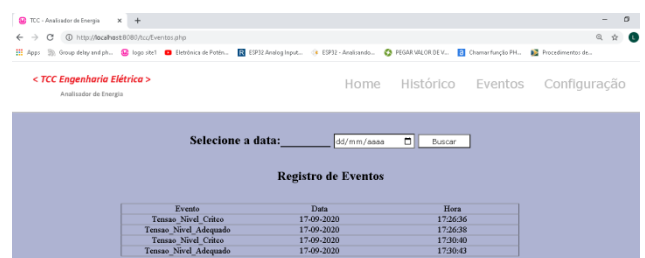 TCC - Analisador de Energia
http://localhost:8080/tcc/Eventos.php
Apps Group delay and ph... logo site1 Eletrônica de Potên... ESP32 Analog Input... ESP32 - Analisando... PEGAR VALOR DE V... Chamar função PH... Procedimentos de...
< TCC Engenharia Elétrica >
Analisador de Energia
Home Histórico Eventos Configuração
Selecione a data:________ dd/mm/aaaa Buscar
Registro de Eventos
Evento Data Hora
Tensao_Nivel_Critco 17-09-2020 17:26:36
Tensao_Nivel_Adequado 17-09-2020 17:26:38
Tensao_Nivel_Critco 17-09-2020 17:30:40
Tensao_Nivel_Adequado 17-09-2020 17:30:43